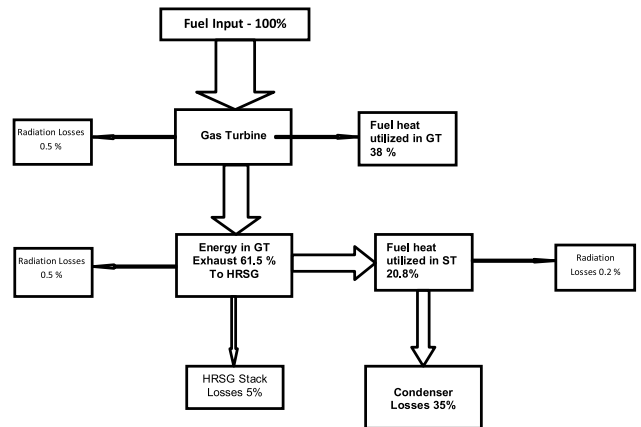 Fuel Input - 100%
Radiation Losses
0.5 %
Gas Turbine
Fuel heat
utilized in GT
38 %
Radiation Losses
0.5 %
Energy in GT
Exhaust 61.5 %
To HRSG
Fuel heat
utilized in ST
20.8%
Radiation
Losses 0.2 %
HRSG Stack
Losses 5%
Condenser
Losses 35%